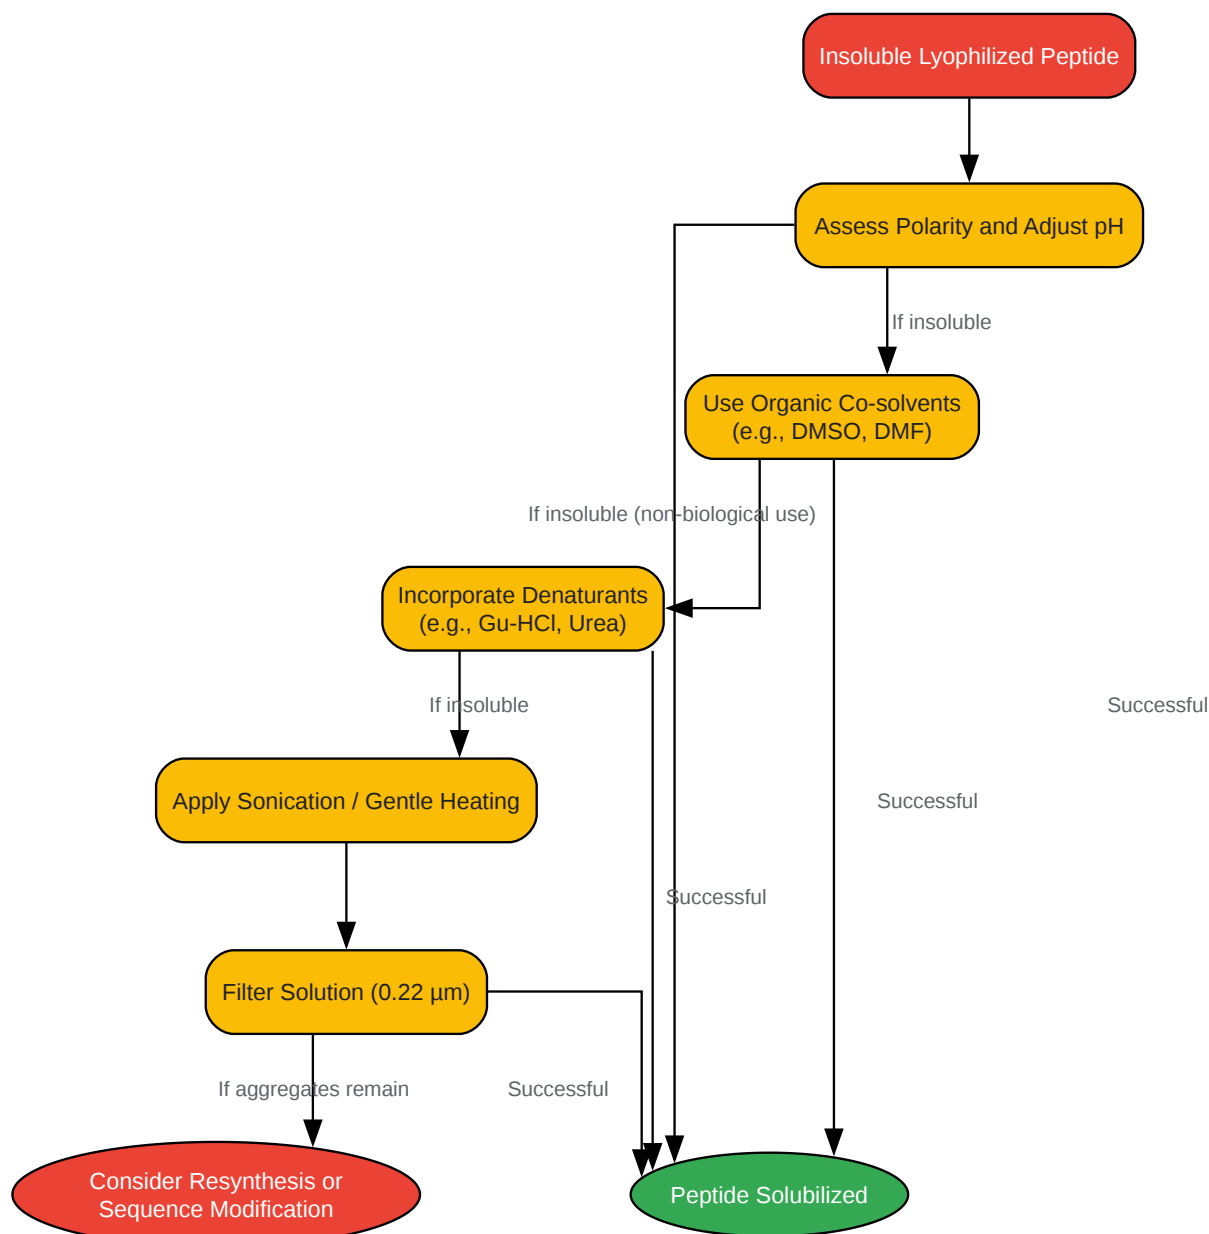 Insoluble Lyophilized Peptide
Assess Polarity and Adjust pH
If insoluble
Use Organic Co-solvents
(e.g., DMSO, DMF)
If insoluble (non-biological use)
Incorporate Denaturants
(e.g., Gu-HCl, Urea)
If insoluble
Successful
Apply Sonication / Gentle Heating
Successful
Successful
Filter Solution (0.22 µm)
If aggregates remain
Successful
Consider Resynthesis or
Sequence Modification
Peptide Solubilized